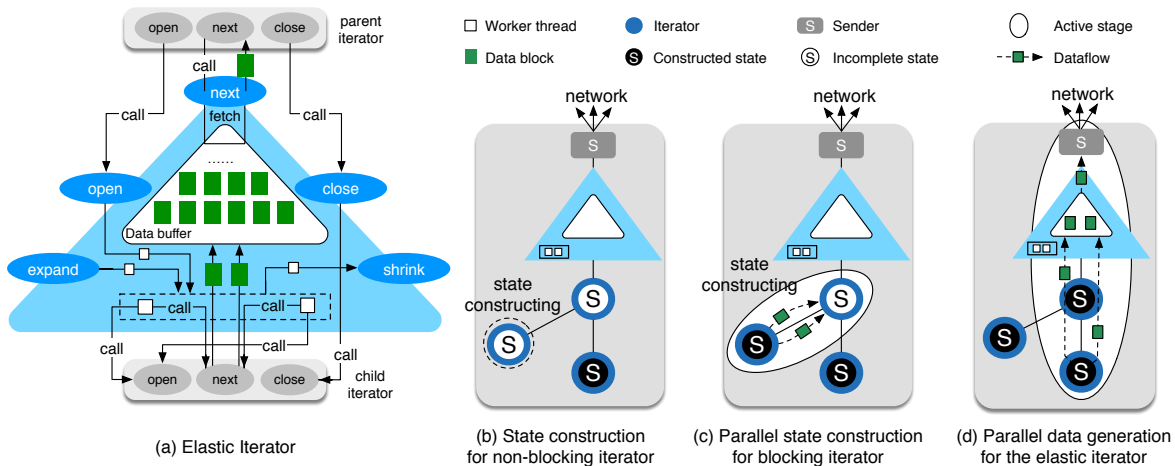 open next close
parent
iterator
call
next
fetch
call
call
......
open
close
Data buffer
expand
shrink
call
call
call
call
call
open next close
child
iterator
(a) Elastic Iterator
Worker thread
Iterator
S Sender
Active stage
Data block
S Constructed state
S Incomplete state
Dataflow
network
S
state
constructing
S
S
S
(b) State construction
for non-blocking iterator
network
S
state
constructing
S
S
S
(c) Parallel state construction
for blocking iterator
network
S
S
S
S
(d) Parallel data generation
for the elastic iterator